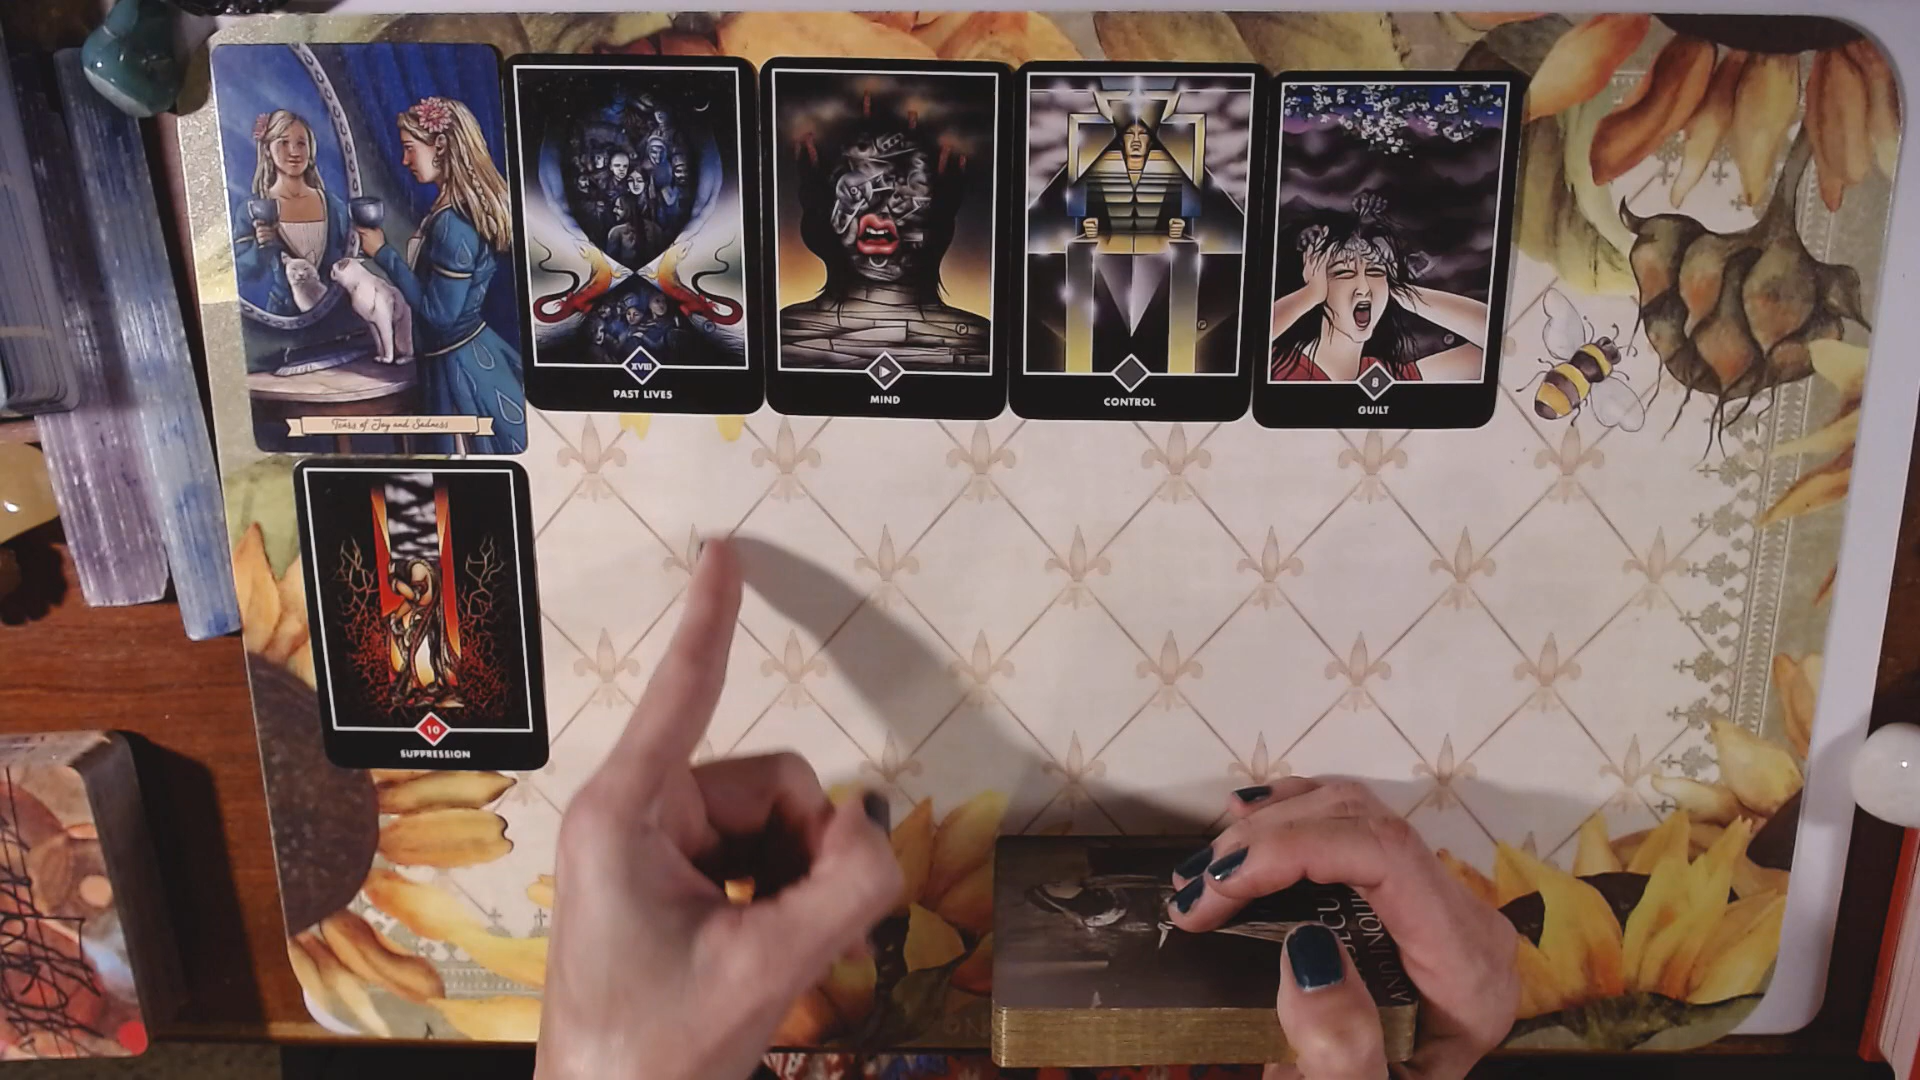 Tears of Joy and Sadness
XVIII
PAST LIVES
MIND
CONTROL
8
GUILT
10
SUPPRESSION